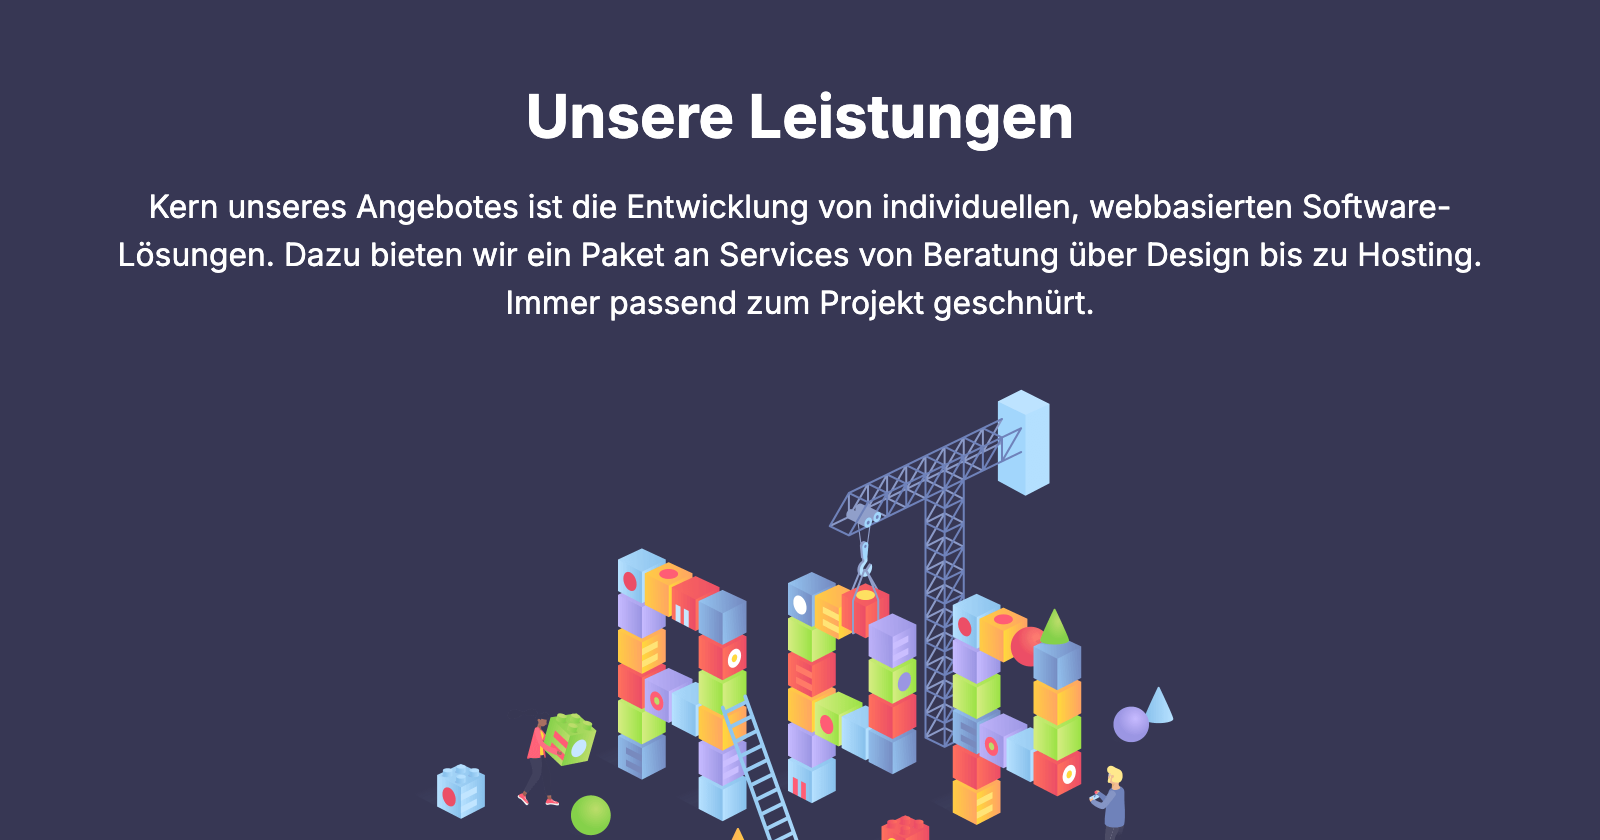 Unsere Leistungen
Kern unseres Angebotes ist die Entwicklung von individuellen, webbasierten Software-
Lösungen. Dazu bieten wir ein Paket an Services von Beratung über Design bis zu Hosting.
Immer passend zum Projekt geschnürt.